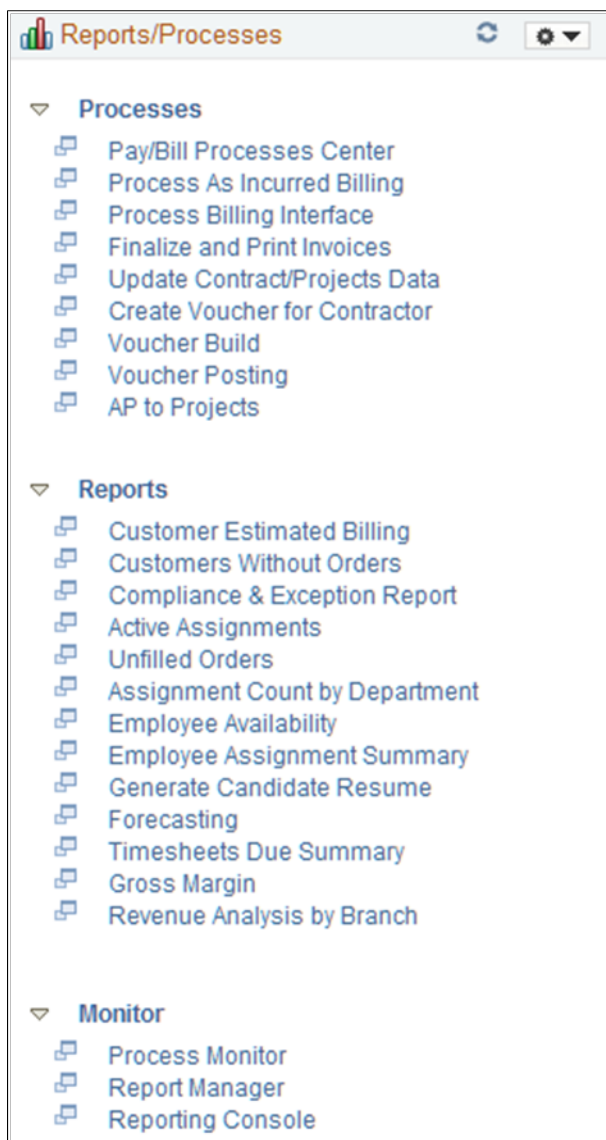 Reports/Processes
Processes
Pay/Bill Processes Center
Process As Incurred Billing
Process Billing Interface
Finalize and Print Invoices
Update Contract/Projects Data
Create Voucher for Contractor
Voucher Build
Voucher Posting
AP to Projects
Reports
Customer Estimated Billing
Customers Without Orders
Compliance & Exception Report
Active Assignments
Unfilled Orders
Assignment Count by Department
Employee Availability
Employee Assignment Summary
Generate Candidate Resume
Forecasting
Timesheets Due Summary
Gross Margin
Revenue Analysis by Branch
Monitor
Process Monitor
Report Manager
Reporting Console